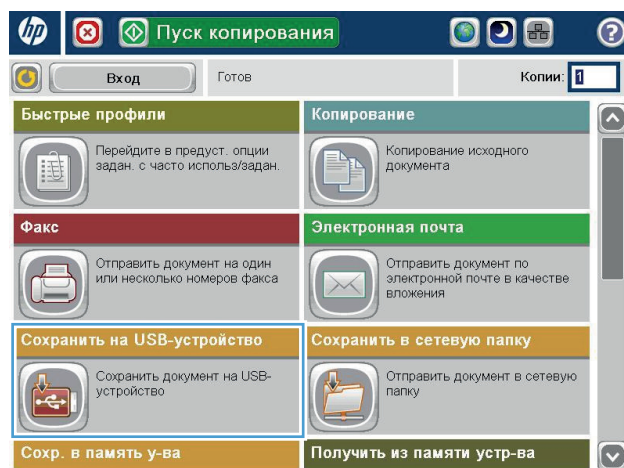 hp
Пуск копирования
?
Вход
Готов
Копии: 1
Быстрые профили
Перейдите в предуст. опции
задан. с часто использ/задан.
Копирование
Копирование исходного
документа
Факс
Отправить документ на один
или несколько номеров факса
Электронная почта
Отправить документ по
электронной почте в качестве
вложения
Сохранить на USB-устройство
Сохранить документ на USB-
устройство
Сохранить в сетевую папку
Отправить документ в сетевую
папку
Сохр. в память у-ва
Получить из памяти устр-ва